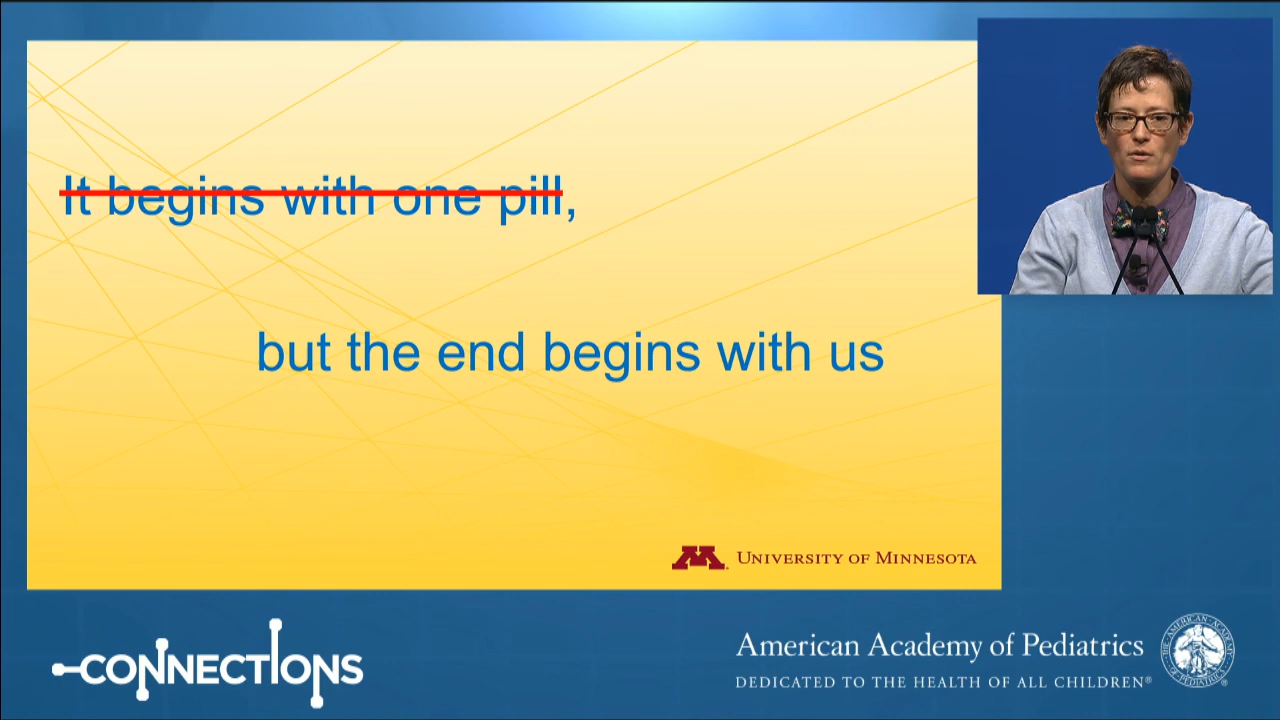 It begins with one pill,
but the end begins with us
UNIVERSITY OF MINNESOTA
CONNECTIONS
American Academy of Pediatrics
DEDICATED TO THE HEALTH OF ALL CHILDREN®